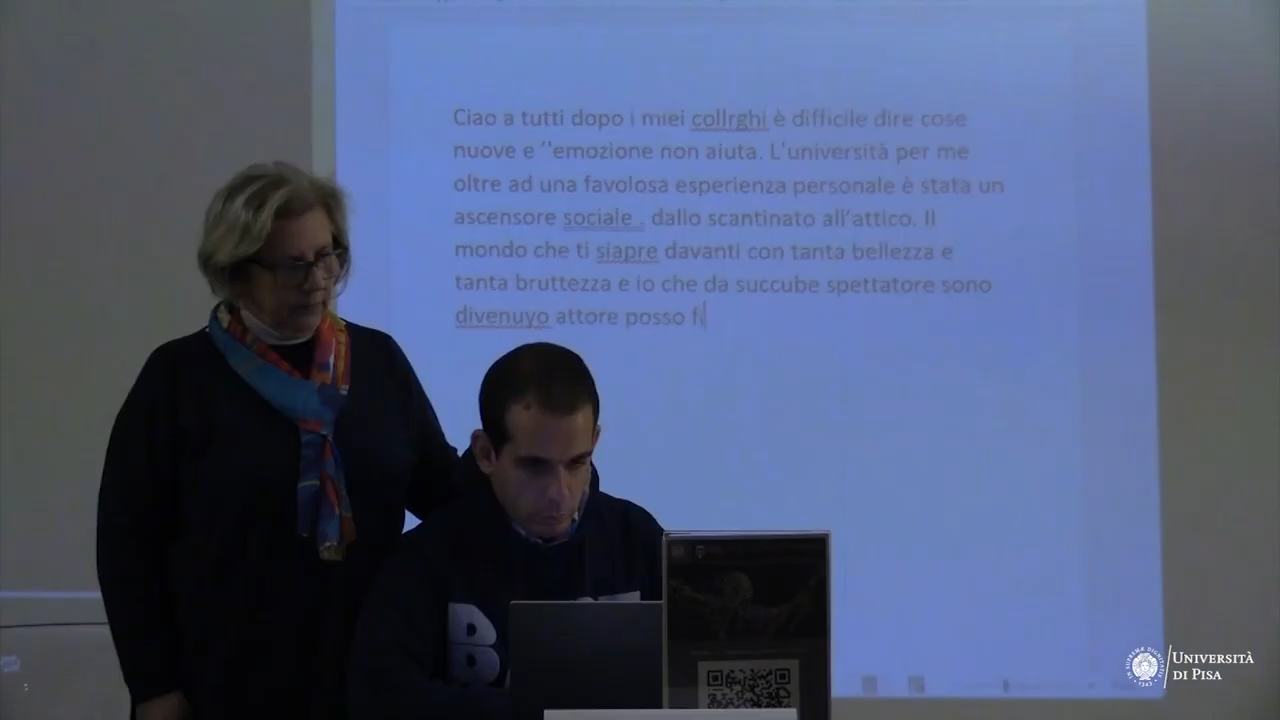 Ciao a tutti dopo i miei collrghi è difficile dire cose
nuove e ''emozione non aiuta. L'università per me
oltre ad una favolosa esperienza personale è stata un
ascensore sociale . dallo scantinato all'attico. Il
mondo che ti siapre davanti con tanta bellezza e
tanta bruttezza e io che da succube spettatore sono
divenuyo attore posso fi
UNIVERSITÀ
DI PISA